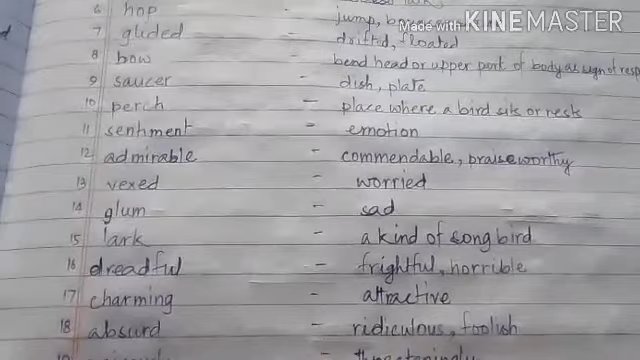 6 hop - jump,
Made with KINEMASTER
7 glided - drifted, floated
8 bow - bend head or upper part of body as sign of resp
9 saucer - dish, plate
10 perch - place where a bird sits or rests
11 sentiment - emotion
12 admirable - commendable, praiseworthy
13 vexed - worried
14 glum - sad
15 lark - a kind of song bird
16 dreadful - frightful, horrible
17 charming - attractive
18 absurd - ridiculous, foolish